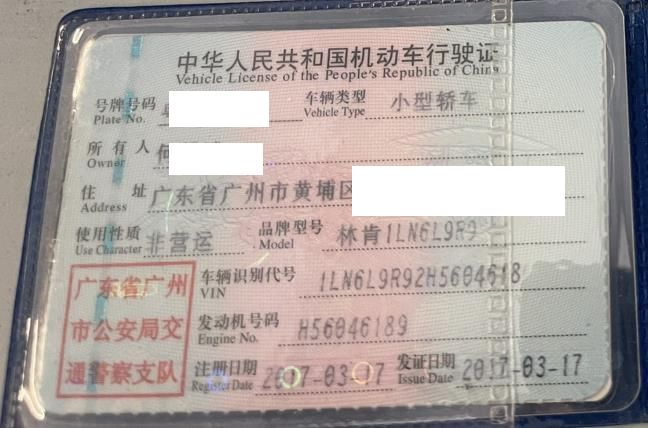 中华人民共和国机动车行驶证
Vehicle License of the People's Republic of China
号牌号码 车辆类型 小型轿车
Plate No. Vehicle Type
所有人 何
Owner
住址 广东省广州市黄埔区
Address
使用性质 非营运 品牌型号 林肯1LN6L9R9
Use Character Model
广东省广州
市公安局交
通警察支队
车辆识别代号 1LN6L9R92H5604618
VIN
发动机号码 H56046189
Engine No.
注册日期 2017-03-17 发证日期 2017-03-17
Register Date Issue Date